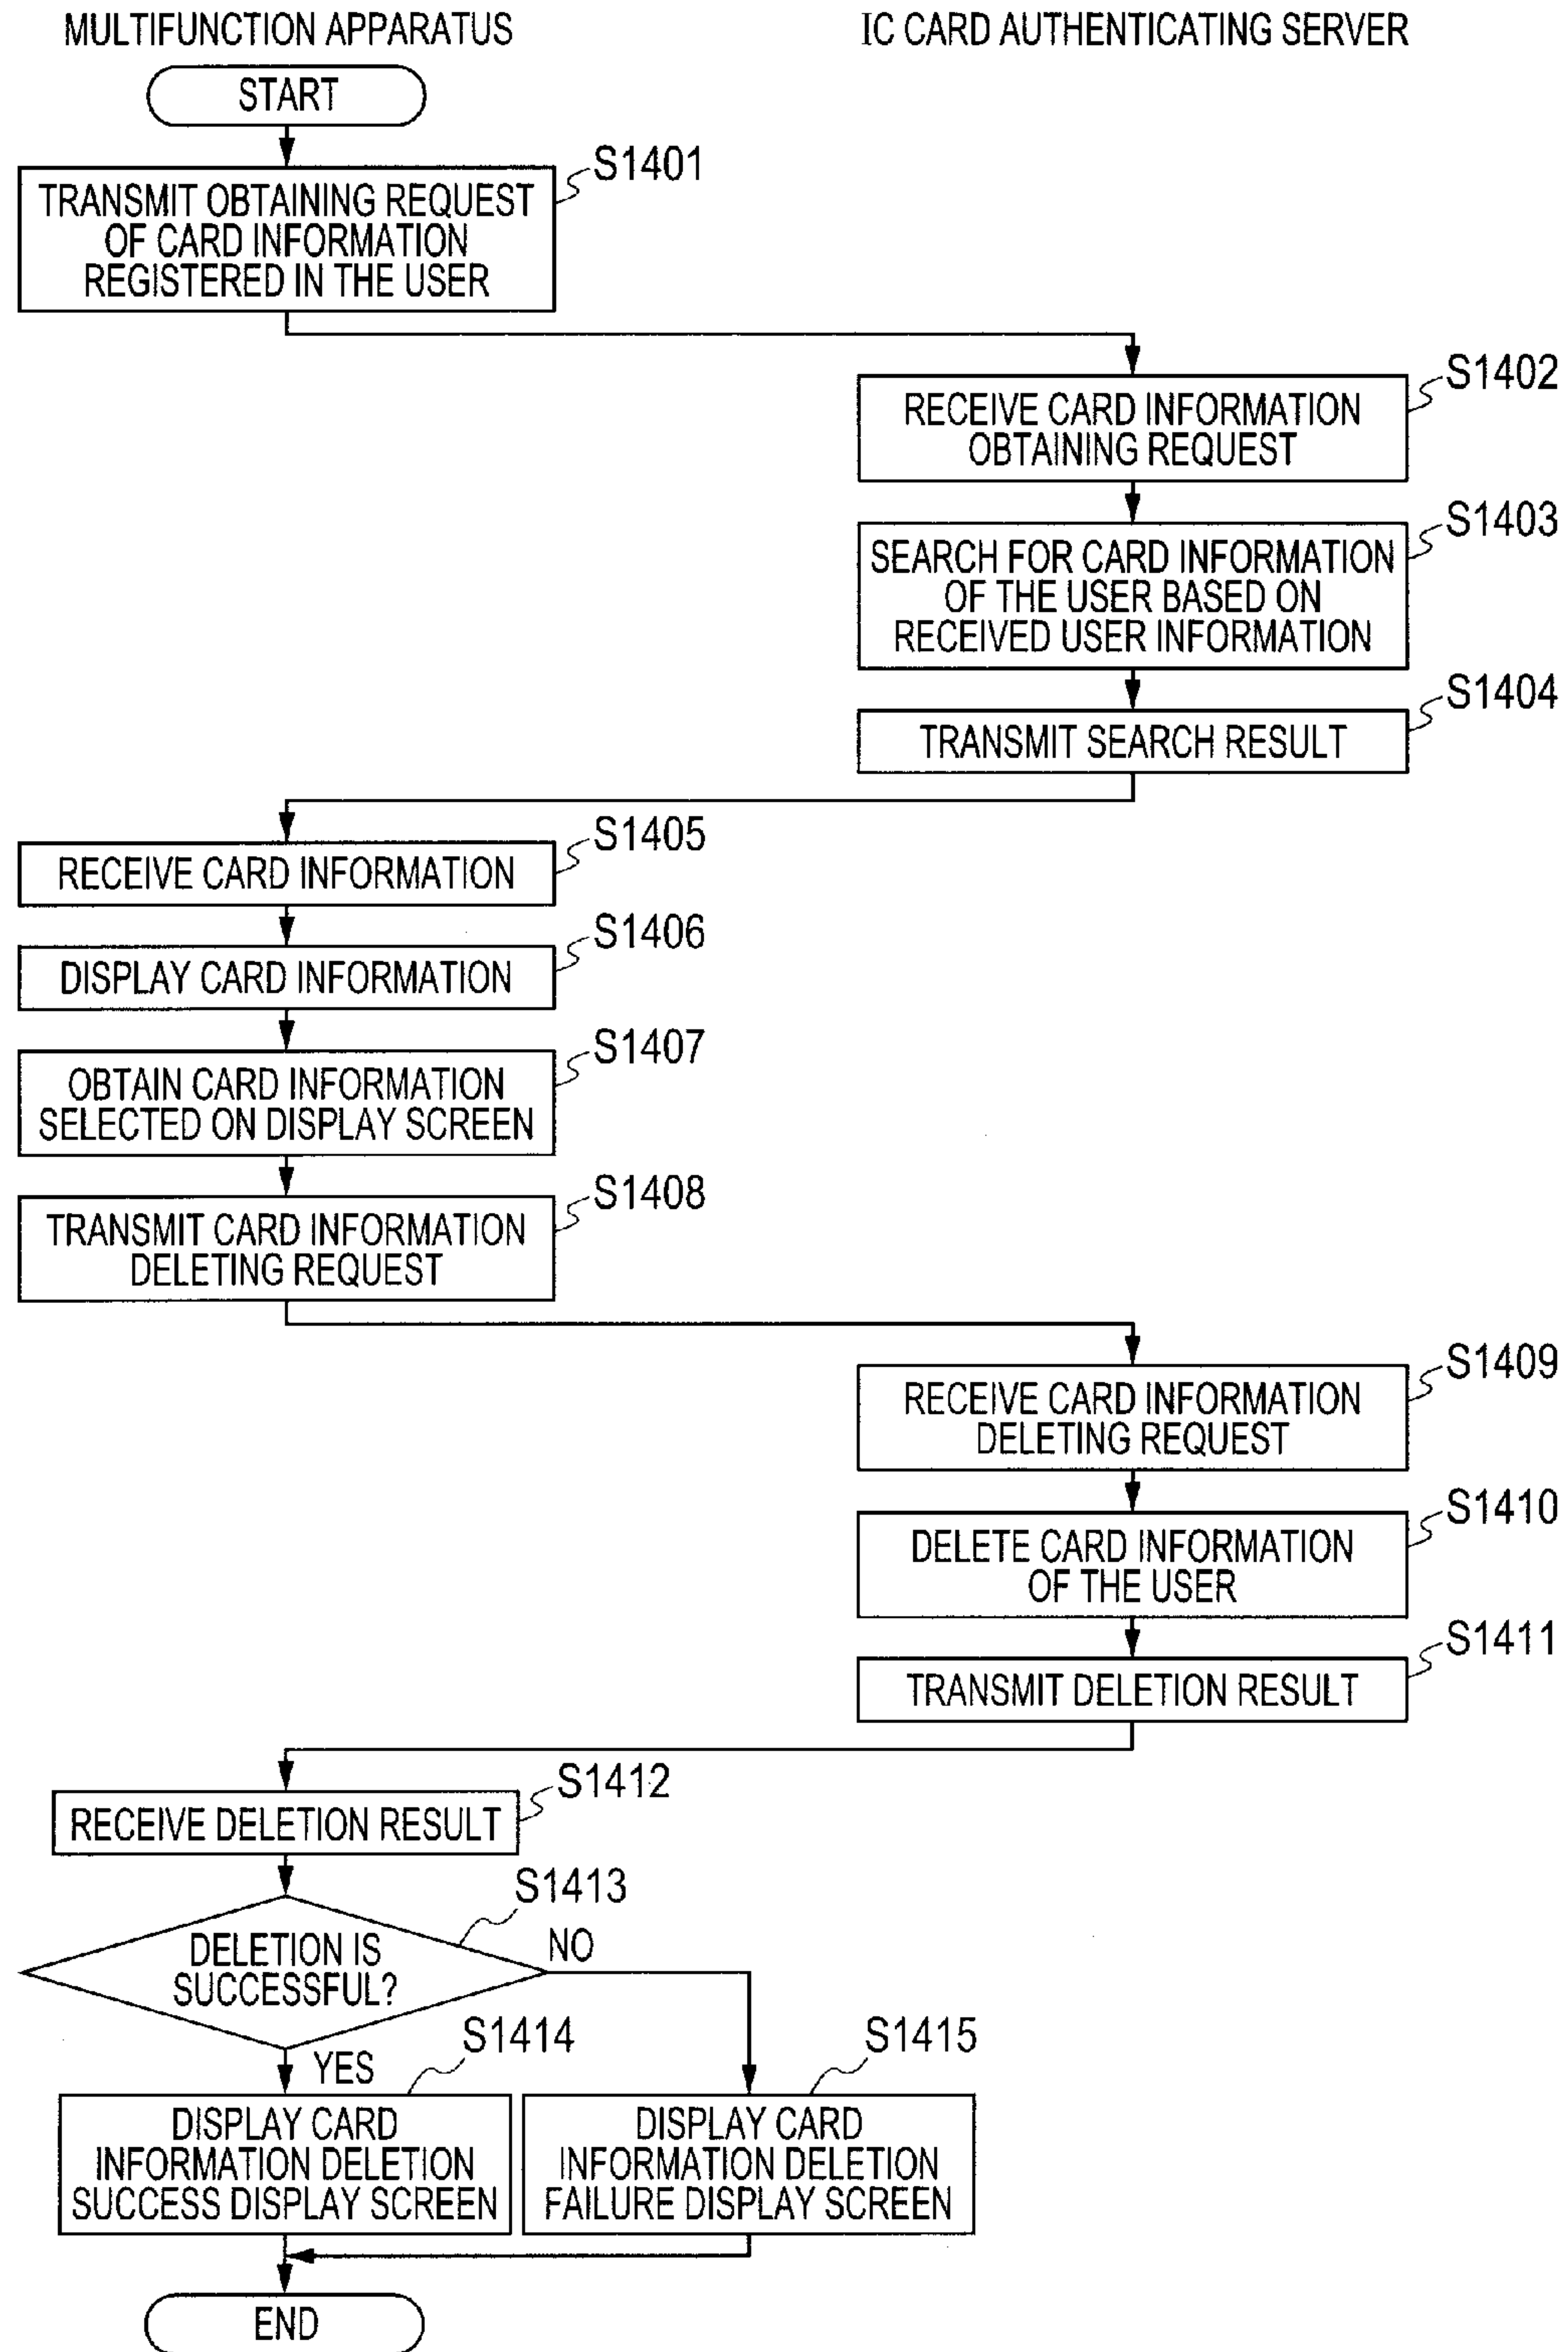 MULTIFUNCTION APPARATUS
IC CARD AUTHENTICATING SERVER
START
S1401
TRANSMIT OBTAINING REQUEST
OF CARD INFORMATION
REGISTERED IN THE USER
S1402
RECEIVE CARD INFORMATION
OBTAINING REQUEST
S1403
SEARCH FOR CARD INFORMATION
OF THE USER BASED ON
RECEIVED USER INFORMATION
S1404
TRANSMIT SEARCH RESULT
S1405
RECEIVE CARD INFORMATION
S1406
DISPLAY CARD INFORMATION
S1407
OBTAIN CARD INFORMATION
SELECTED ON DISPLAY SCREEN
S1408
TRANSMIT CARD INFORMATION
DELETING REQUEST
S1409
RECEIVE CARD INFORMATION
DELETING REQUEST
S1410
DELETE CARD INFORMATION
OF THE USER
S1411
TRANSMIT DELETION RESULT
S1412
RECEIVE DELETION RESULT
S1413
DELETION IS
SUCCESSFUL?
NO
YES
S1414
DISPLAY CARD
INFORMATION DELETION
SUCCESS DISPLAY SCREEN
S1415
DISPLAY CARD
INFORMATION DELETION
FAILURE DISPLAY SCREEN
END